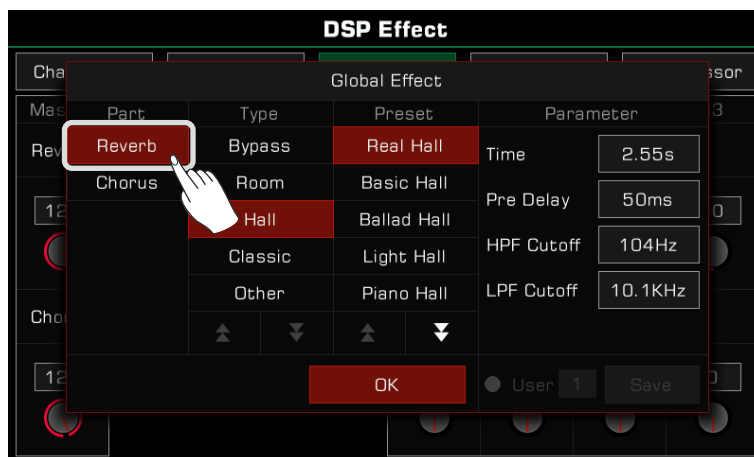 DSP Effect
Cha
ssor
Global Effect
Mas
3
Part
Type
Preset
Parameter
Rev
Reverb
Bypass
Real Hall
Time
2.55s
Chorus
Room
Basic Hall
Pre Delay
50ms
12
0
Hall
Ballad Hall
HPF Cutoff
104Hz
Classic
Light Hall
LPF Cutoff
10.1KHz
Other
Piano Hall
Cho
12
0
OK
User
1
Save